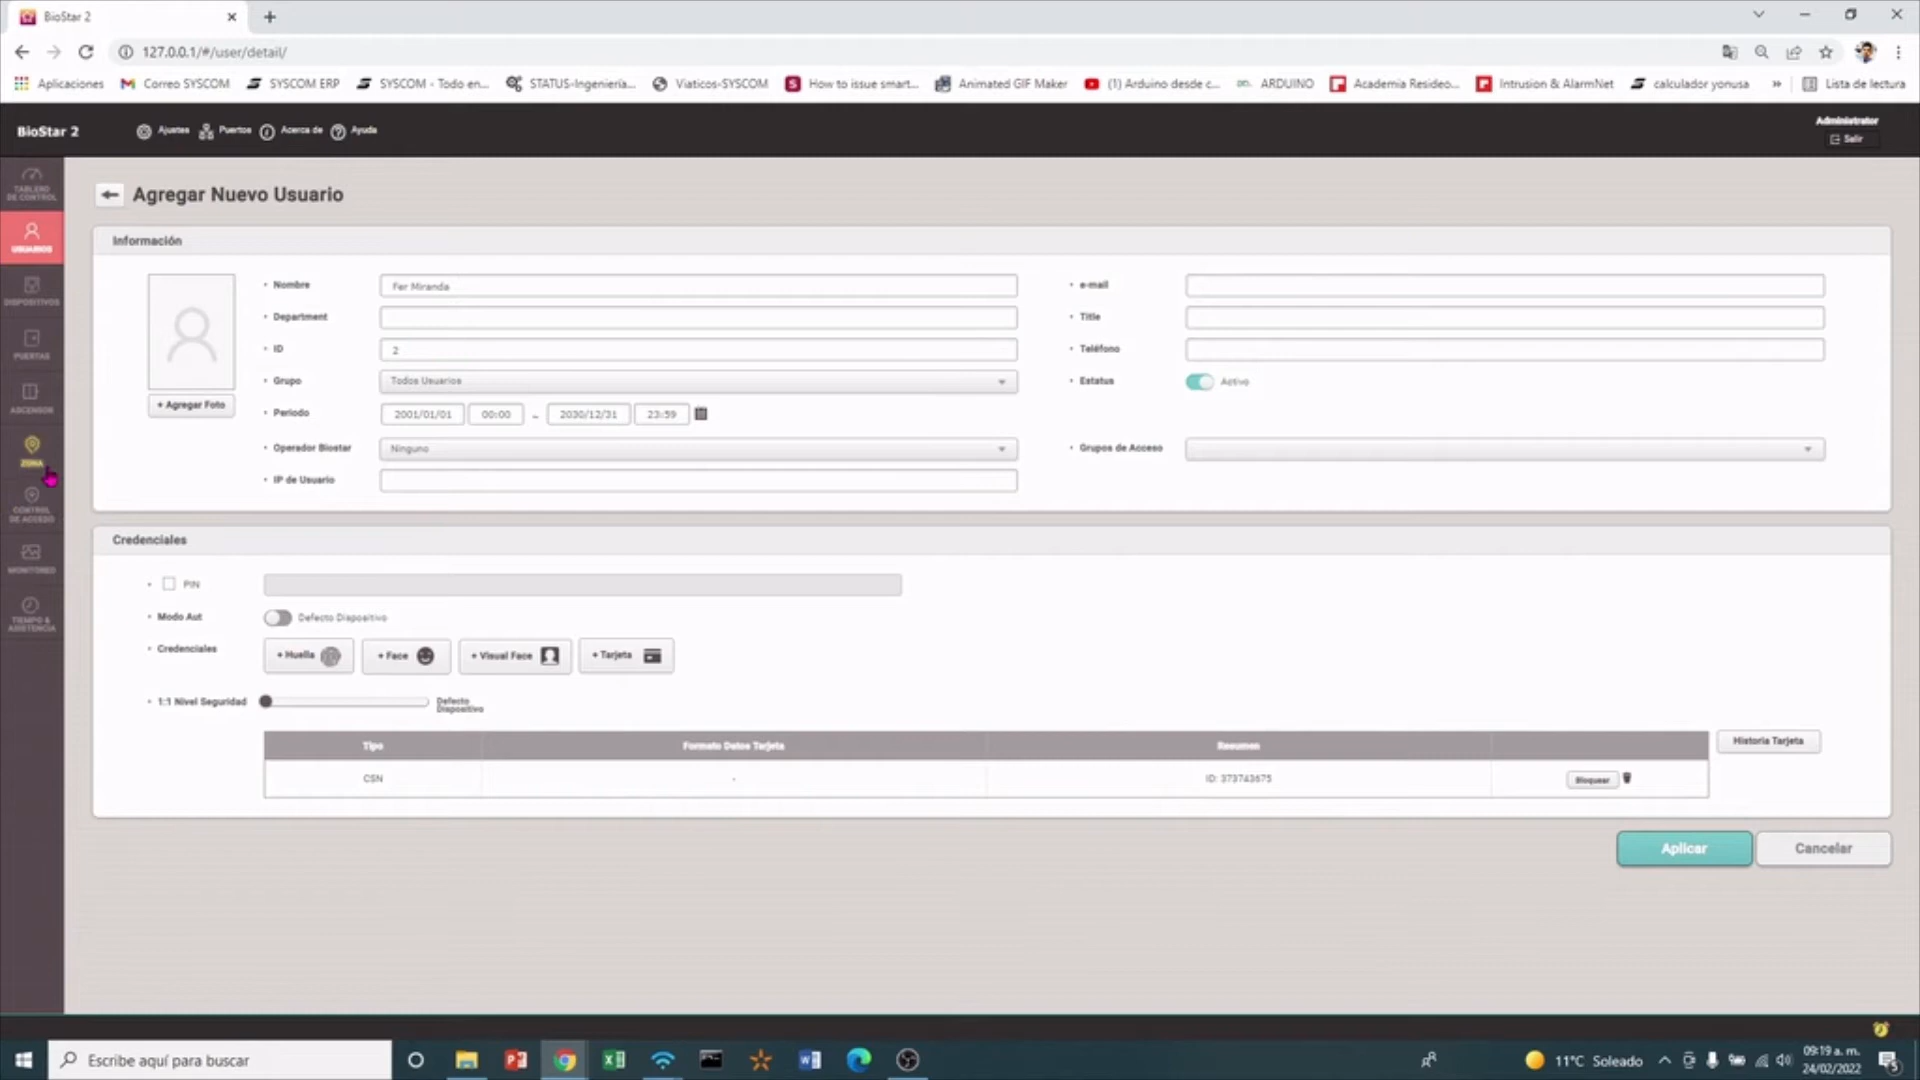 BioStar 2
127.0.0.1/#/user/detail/
Aplicaciones
Correo SYSCOM
SYSCOM ERP
SYSCOM - Todo en...
STATUS-Ingeniería...
Viaticos-SYSCOM
How to issue smart...
Animated GIF Maker
(1) Arduino desde c...
ARDUINO
Academia Resideo...
Intrusion & AlarmNet
calculador yonusa
»
Lista de lectura
BioStar 2
Ajustes
Puertos
Acerca de
Ayuda
Administrator
Salir
TABLERO
DE CONTROL
USUARIOS
DISPOSITIVOS
PUERTAS
ASCENSOR
ZONA
CONTROL
DE ACCESO
MONITOREO
TIEMPO &
ASISTENCIA
Agregar Nuevo Usuario
Información
+ Agregar Foto
Nombre
Fer Miranda
Department
ID
2
Grupo
Todos Usuarios
Periodo
2001/01/01
00:00
~
2030/12/31
23:59
Operador Biostar
Ninguno
IP de Usuario
e-mail
Title
Teléfono
Estatus
Activo
Grupos de Acceso
Credenciales
PIN
Modo Aut
Defecto Dispositivo
Credenciales
+ Huella
+ Face
+ Visual Face
+ Tarjeta
1:1 Nivel Seguridad
Defecto
Dispositivo
Tipo
Formato Datos Tarjeta
Resumen
Historia Tarjeta
CSN
-
ID: 373743675
Bloquear
Aplicar
Cancelar
Escribe aquí para buscar
11°C Soleado
09:19 a. m.
24/02/2022
5